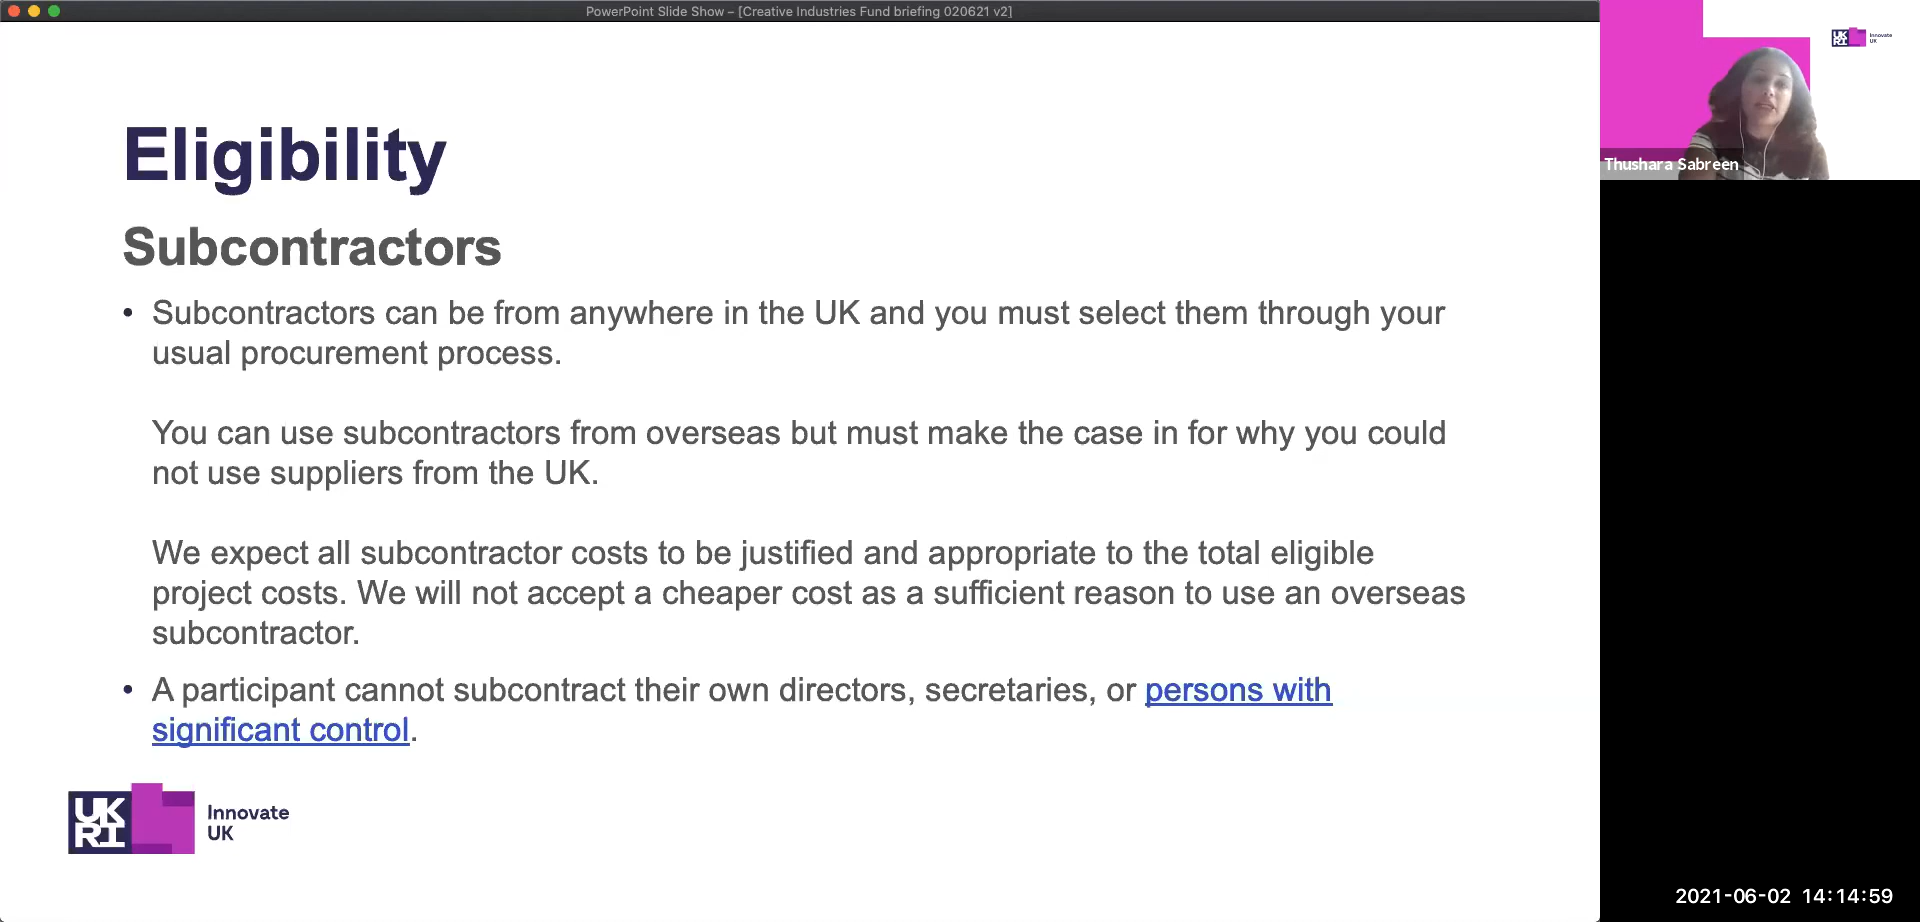 PowerPoint Slide Show – [Creative Industries Fund briefing 020621 v2]
Eligibility
Subcontractors
• Subcontractors can be from anywhere in the UK and you must select them through your
usual procurement process.
You can use subcontractors from overseas but must make the case in for why you could
not use suppliers from the UK.
We expect all subcontractor costs to be justified and appropriate to the total eligible
project costs. We will not accept a cheaper cost as a sufficient reason to use an overseas
subcontractor.
• A participant cannot subcontract their own directors, secretaries, or persons with
significant control.
UK
RI
Innovate
UK
UK
RI
Innovate
UK
Thushara Sabreen
2021-06-02 14:14:59